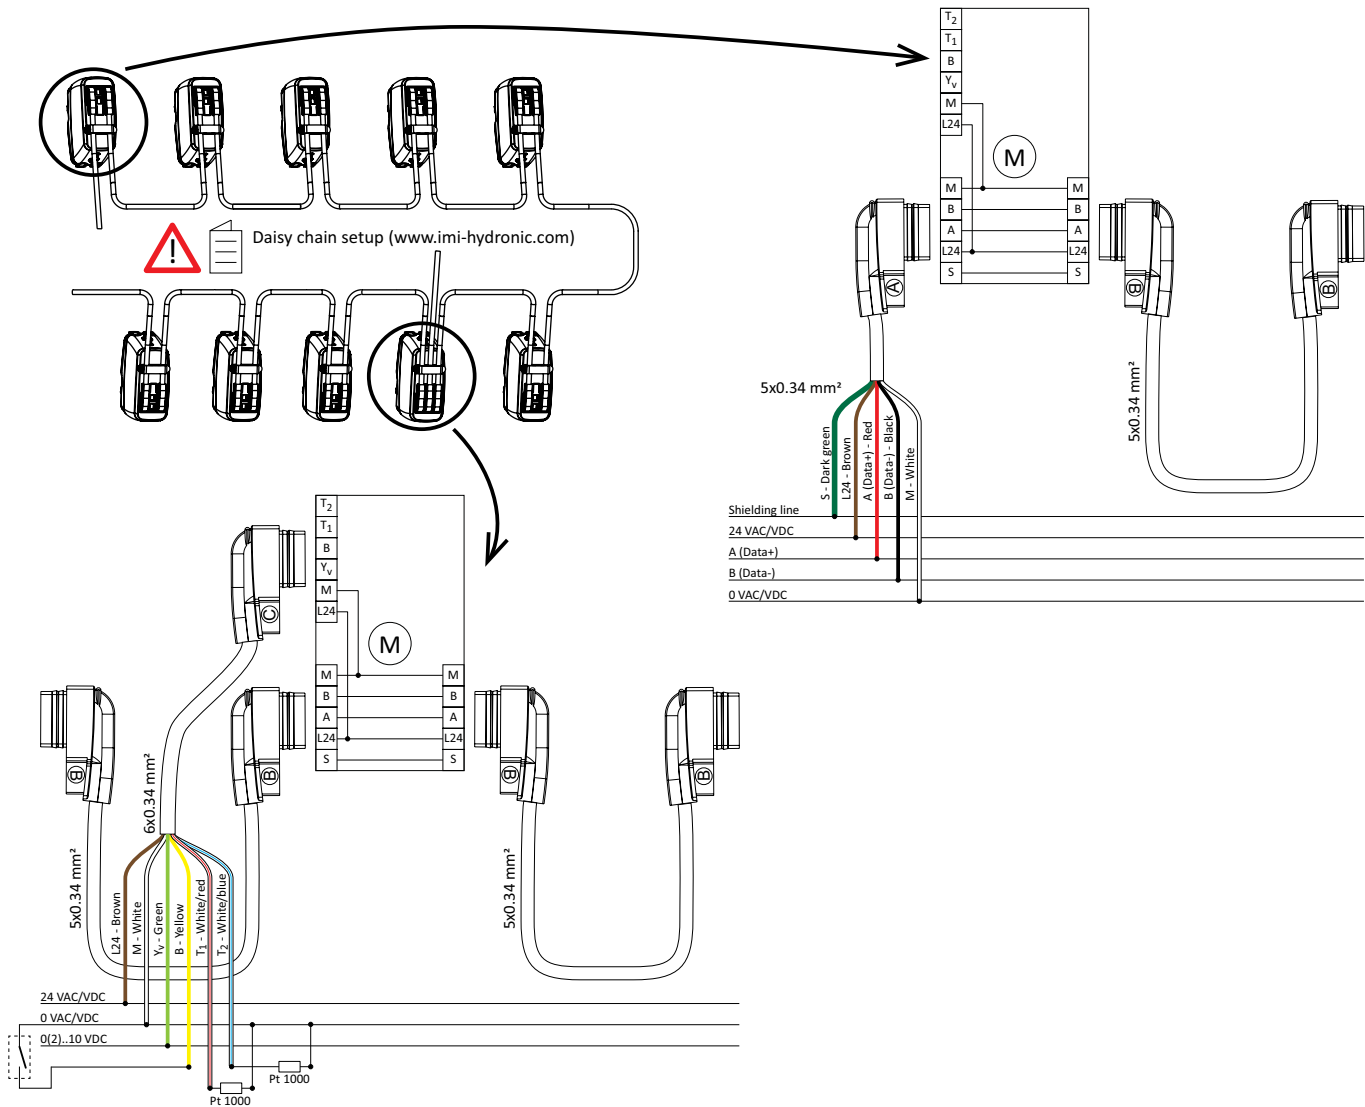 T2
T1
B
Yv
M
L24
M
M
B
A
L24
S
M
B
A
L24
S
!
Daisy chain setup (www.imi-hydronic.com)
A
B
B
5x0.34 mm²
5x0.34 mm²
S - Dark green
L24 - Brown
A (Data+) - Red
B (Data-) - Black
M - White
Shielding line
24 VAC/VDC
A (Data+)
B (Data-)
0 VAC/VDC
T2
T1
B
Yv
M
L24
M
M
B
A
L24
S
M
B
A
L24
S
C
B
B
B
B
6x0.34 mm²
5x0.34 mm²
5x0.34 mm²
L24 - Brown
M - White
Yv - Green
B - Yellow
T1 - White/red
T2 - White/blue
24 VAC/VDC
0 VAC/VDC
0(2)..10 VDC
Pt 1000
Pt 1000